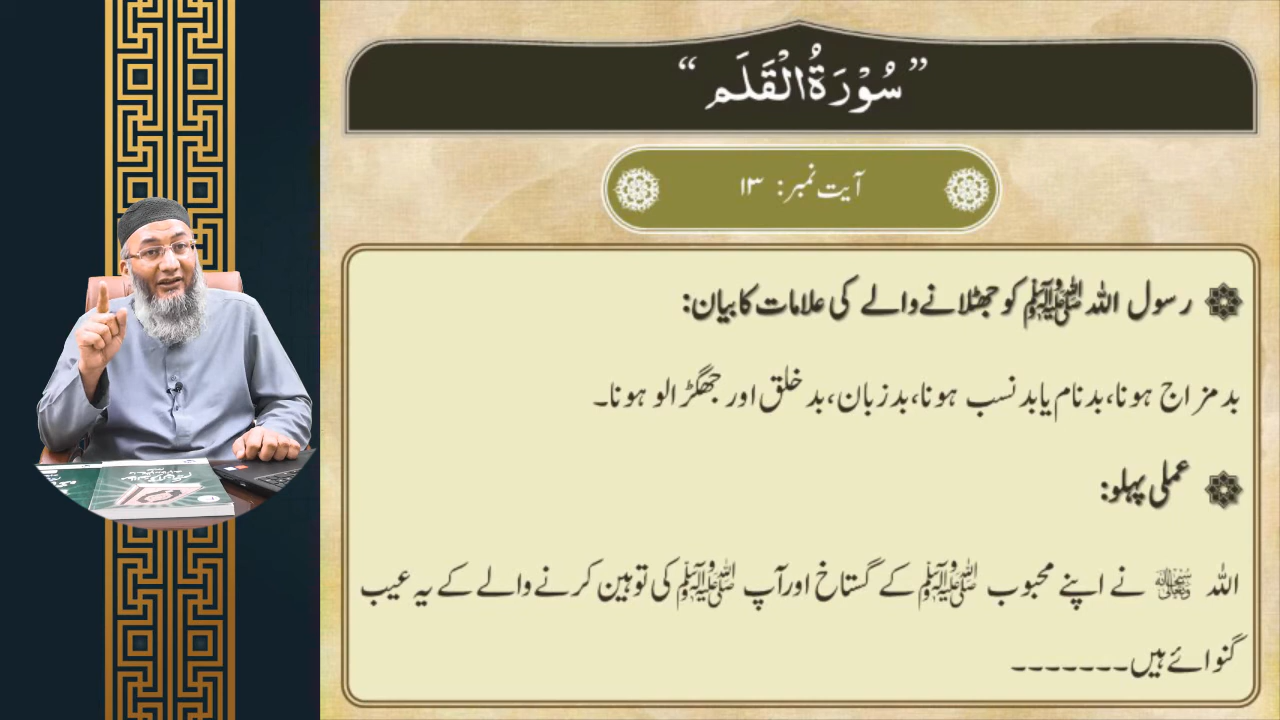 ”سُوْرَۃُالْقَلَم“
آیت نمبر: ۱۳
رسول اللہ ﷺ کو جھٹلانے والے کی علامات کا بیان:
بد مزاج ہونا، بدنام یا بد نسب ہونا، بد زبان، بد خلق اور جھگڑالو ہونا۔
عملی پہلو:
اللہ نے اپنے محبوب ﷺ کے گستاخ اور آپ ﷺ کی توہین کرنے والے کے یہ عیب
گنوائے ہیں۔۔۔۔۔۔۔